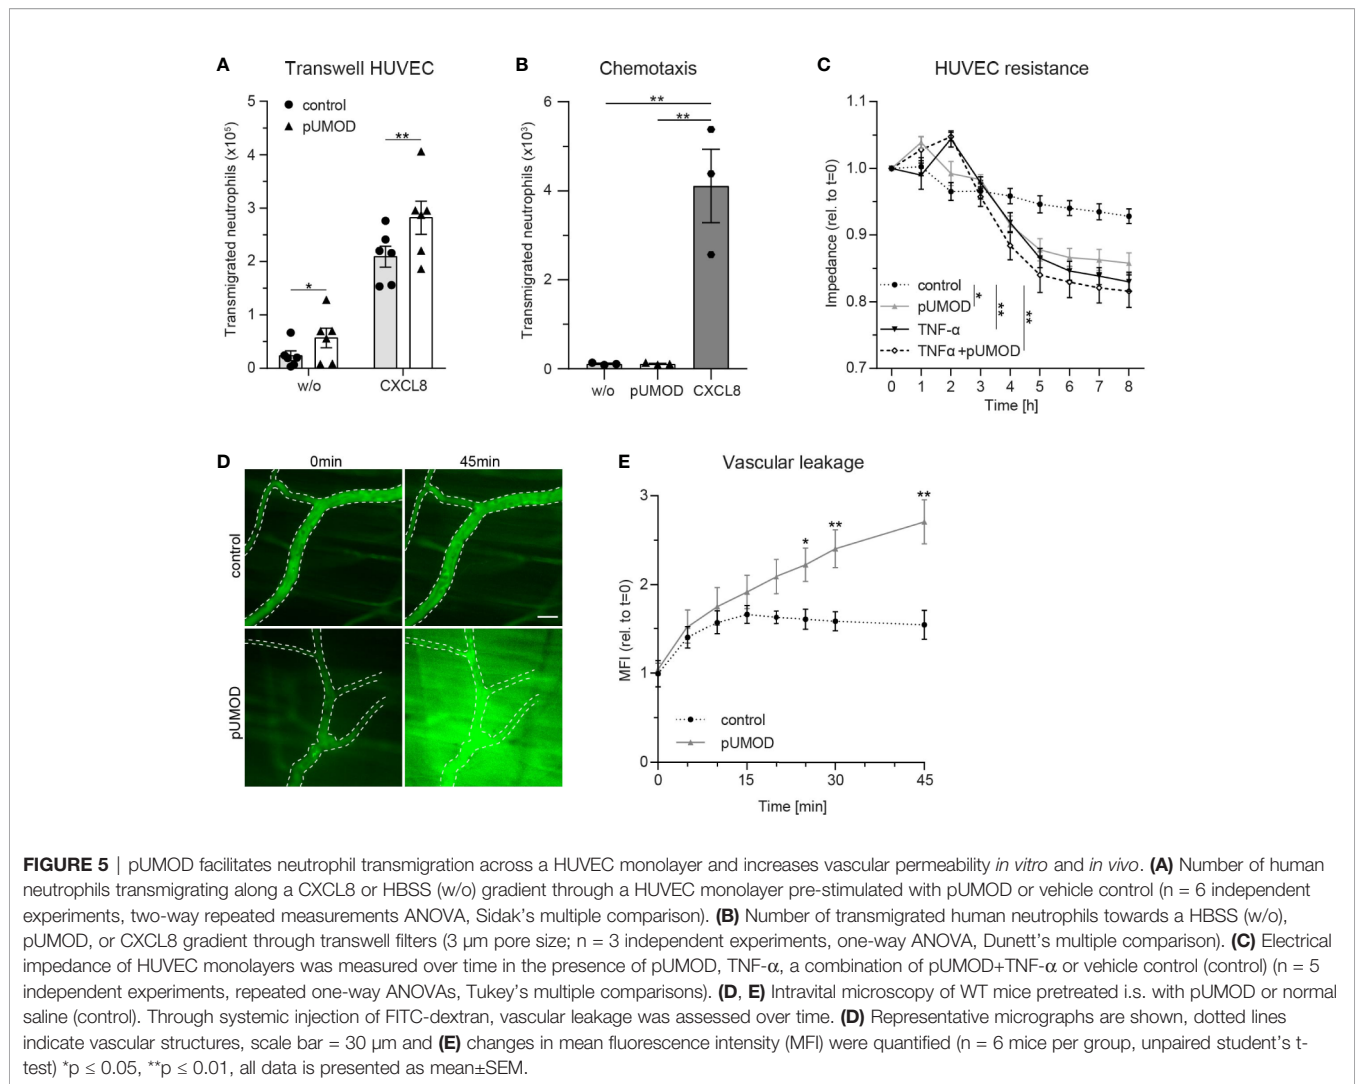 A Transwell HUVEC
Transmigrated neutrophils (x10⁵)
5
4
3
2
1
0
control
pUMOD
**
*
w/o CXCL8
B Chemotaxis
Transmigrated neutrophils (x10³)
6
4
2
0
**
**
w/o pUMOD CXCL8
C HUVEC resistance
Impedance (rel. to t=0)
1.1
1.0
0.9
0.8
0.7
control
pUMOD
TNF-α
TNFα+pUMOD
*
**
**
0 1 2 3 4 5 6 7 8
Time [h]
D 0min 45min
control
pUMOD
E Vascular leakage
MFI (rel. to t=0)
3
2
1
0
*
**
**
control
pUMOD
0 15 30 45
Time [min]
FIGURE 5 | pUMOD facilitates neutrophil transmigration across a HUVEC monolayer and increases vascular permeability in vitro and in vivo. (A) Number of human
neutrophils transmigrating along a CXCL8 or HBSS (w/o) gradient through a HUVEC monolayer pre-stimulated with pUMOD or vehicle control (n = 6 independent
experiments, two-way repeated measurements ANOVA, Sidak's multiple comparison). (B) Number of transmigrated human neutrophils towards a HBSS (w/o),
pUMOD, or CXCL8 gradient through transwell filters (3 µm pore size; n = 3 independent experiments, one-way ANOVA, Dunett's multiple comparison). (C) Electrical
impedance of HUVEC monolayers was measured over time in the presence of pUMOD, TNF-α, a combination of pUMOD+TNF-α or vehicle control (control) (n = 5
independent experiments, repeated one-way ANOVAs, Tukey's multiple comparisons). (D, E) Intravital microscopy of WT mice pretreated i.s. with pUMOD or normal
saline (control). Through systemic injection of FITC-dextran, vascular leakage was assessed over time. (D) Representative micrographs are shown, dotted lines
indicate vascular structures, scale bar = 30 µm and (E) changes in mean fluorescence intensity (MFI) were quantified (n = 6 mice per group, unpaired student's t-
test) *p ≤ 0.05, **p ≤ 0.01, all data is presented as mean±SEM.